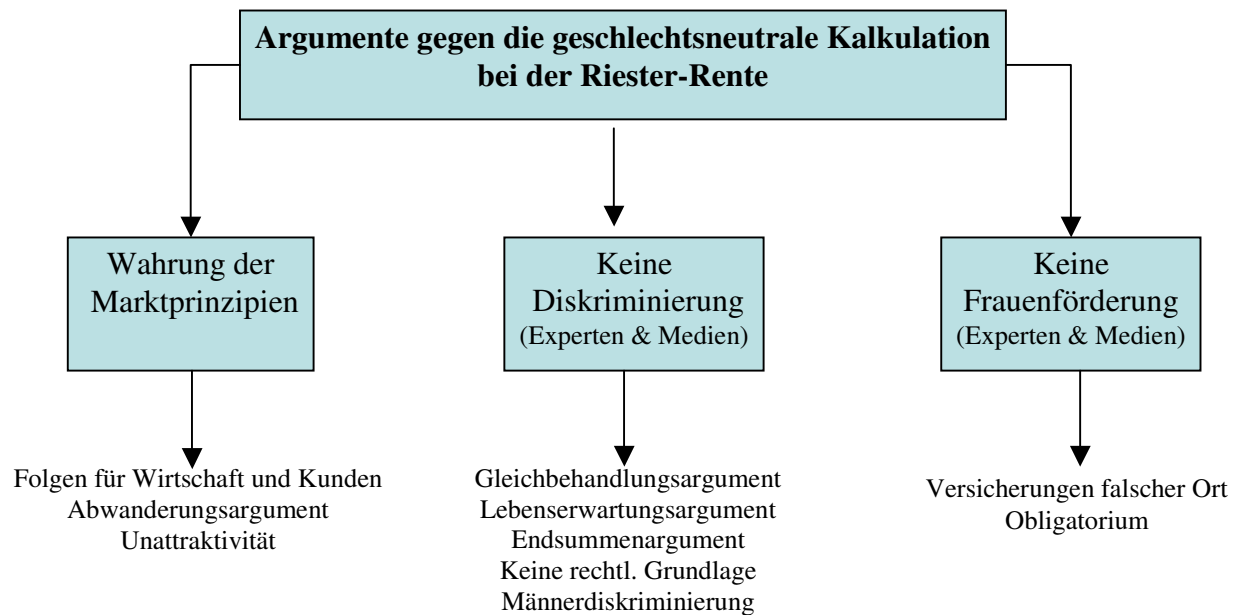 Argumente gegen die geschlechtsneutrale Kalkulation
bei der Riester-Rente
Wahrung der
Marktprinzipien
Keine
Diskriminierung
(Experten & Medien)
Keine
Frauenförderung
(Experten & Medien)
Folgen für Wirtschaft und Kunden
Abwanderungsargument
Unattraktivität
Gleichbehandlungsargument
Lebenserwartungsargument
Endsummenargument
Keine rechtl. Grundlage
Männerdiskriminierung
Versicherungen falscher Ort
Obligatorium